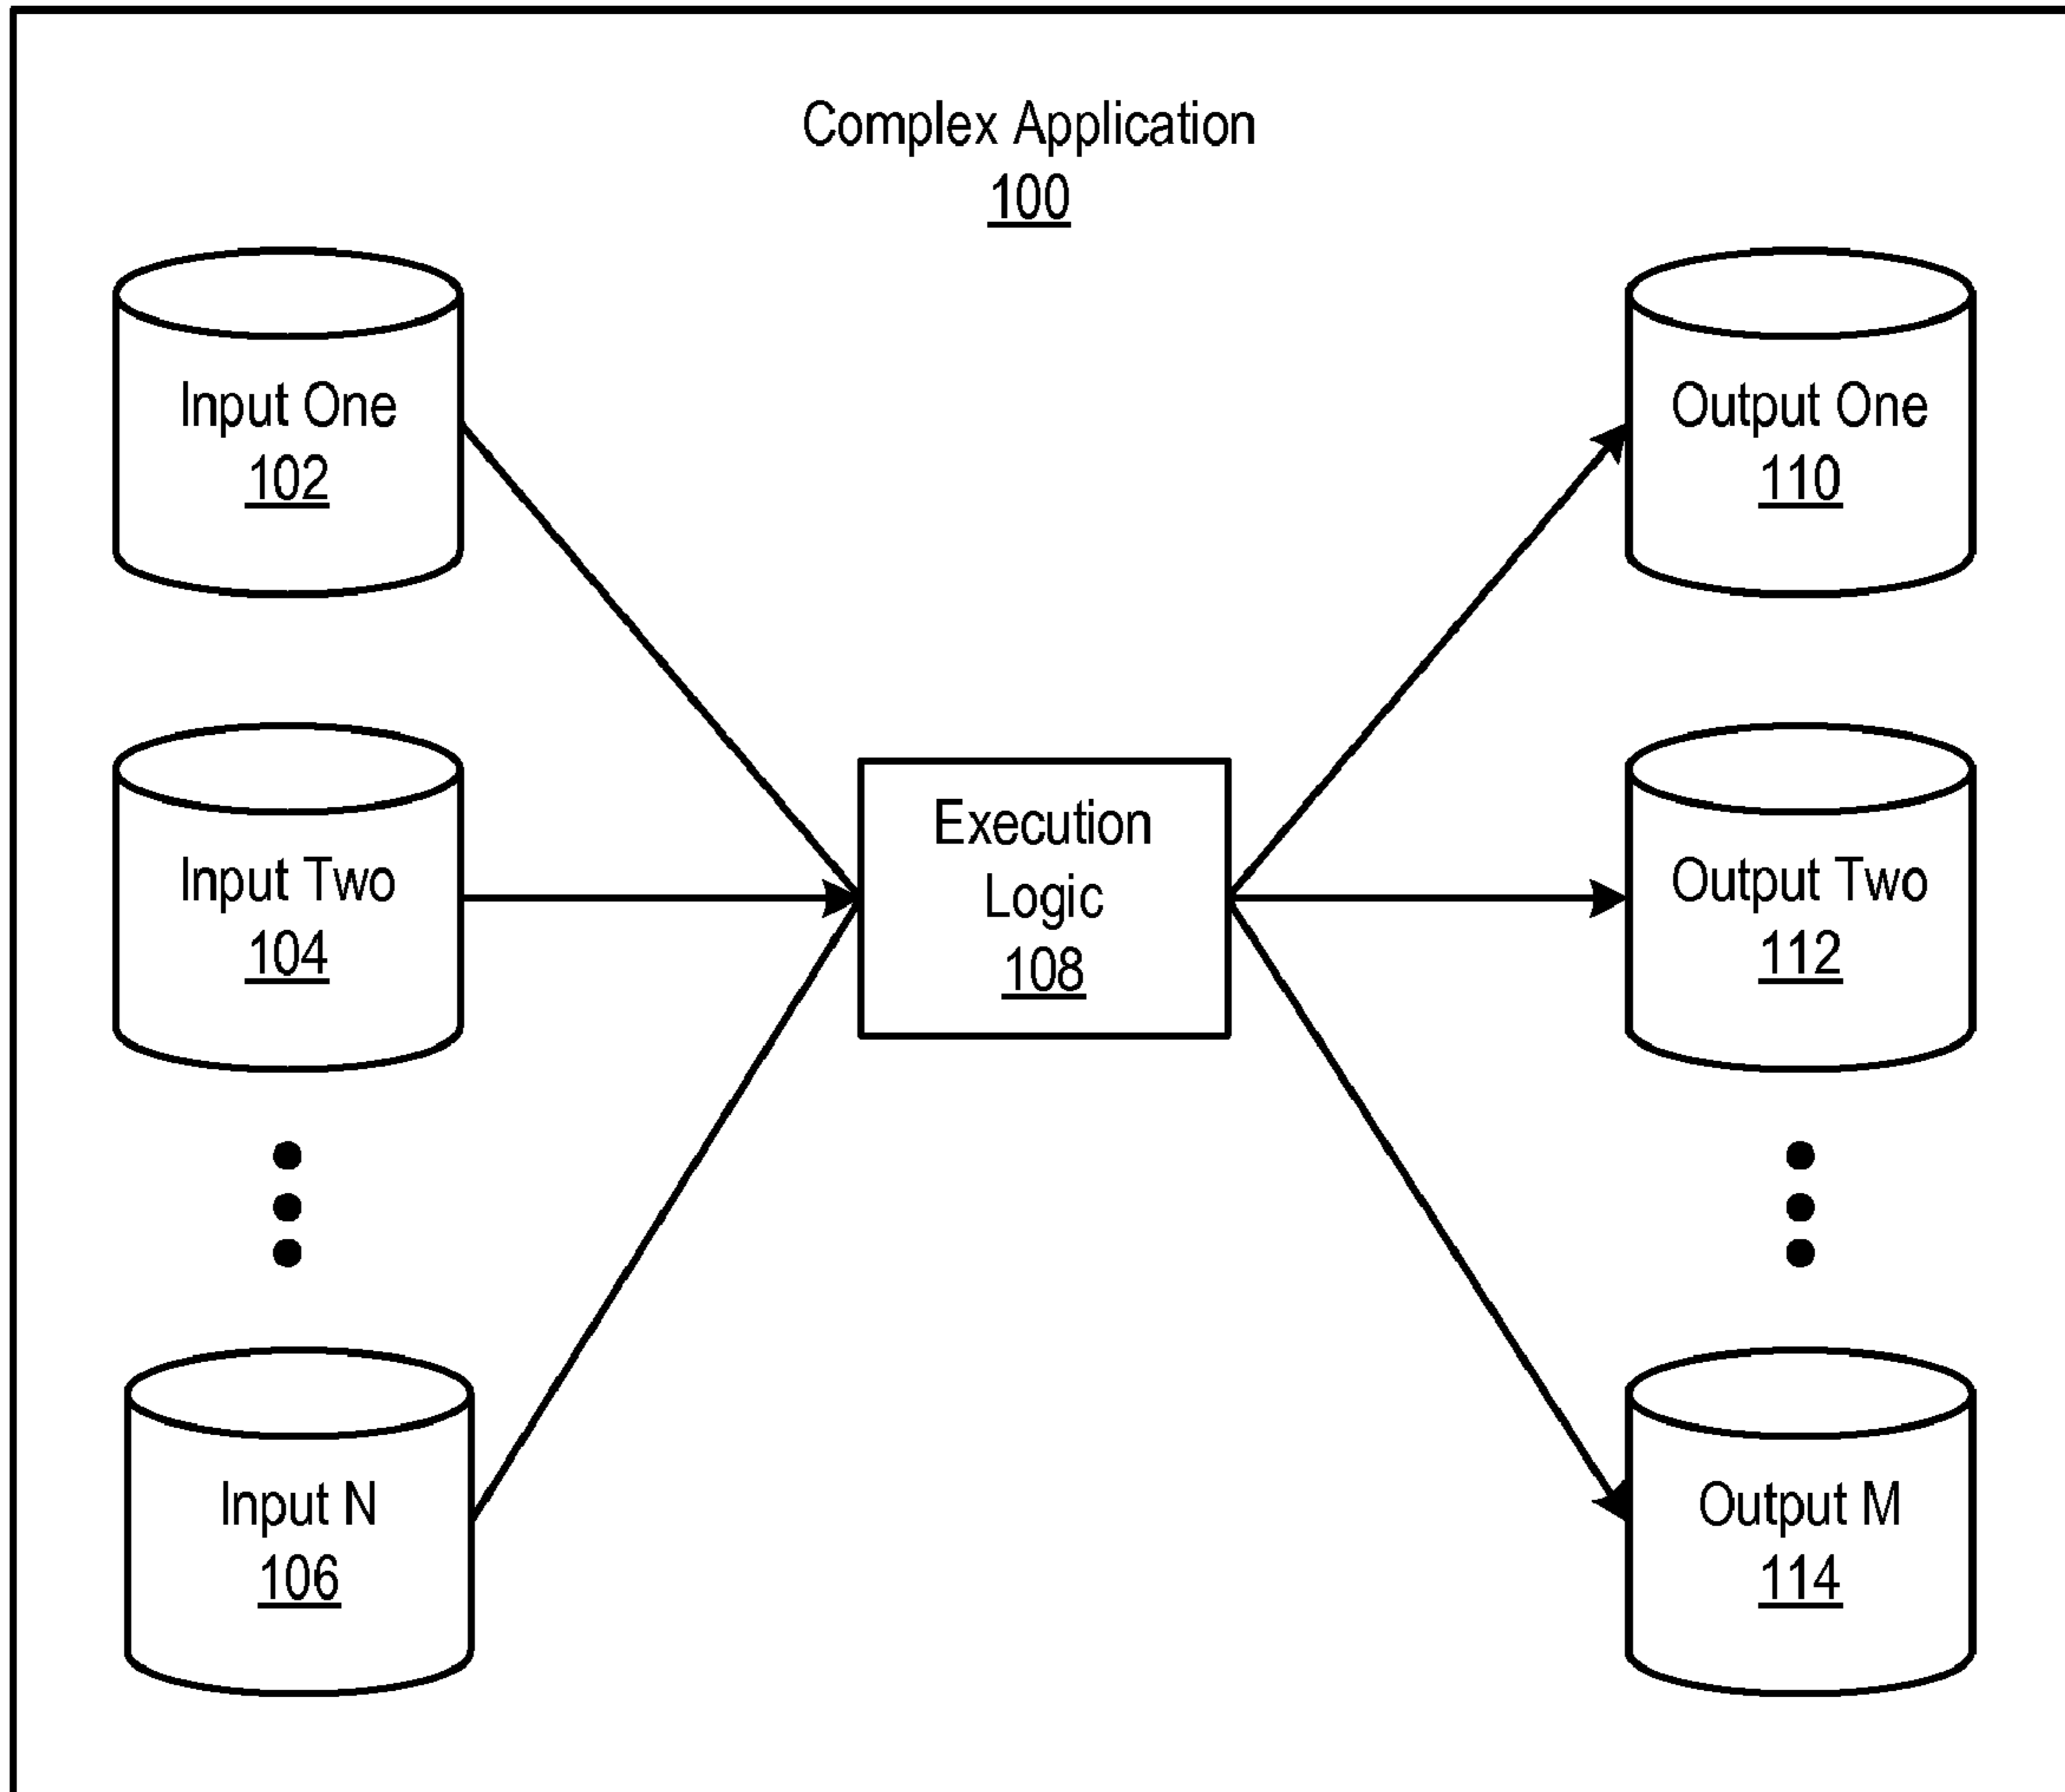 Complex Application
100
Input One
102
Output One
110
Input Two
104
Execution
Logic
108
Output Two
112
Input N
106
Output M
114